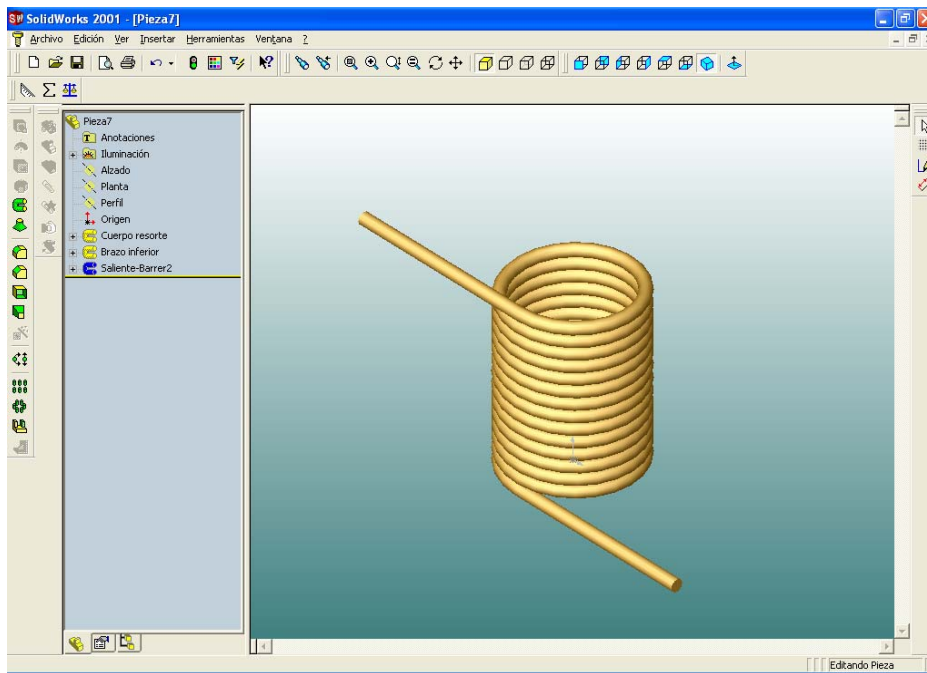 SolidWorks 2001 - [Pieza7]
Archivo Edición Ver Insertar Herramientas Ventana ?
Pieza7
Anotaciones
Iluminación
Alzado
Planta
Perfil
Origen
Cuerpo resorte
Brazo inferior
Saliente-Barrer2
Editando Pieza